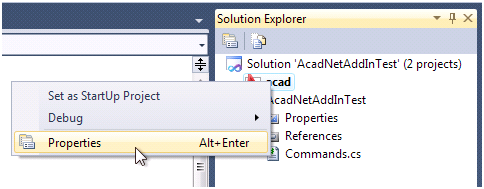 Solution Explorer
Solution 'AcadNetAddInTest' (2 projects)
acad
AcadNetAddInTest
Properties
References
Commands.cs
Set as StartUp Project
Debug
Properties Alt+Enter